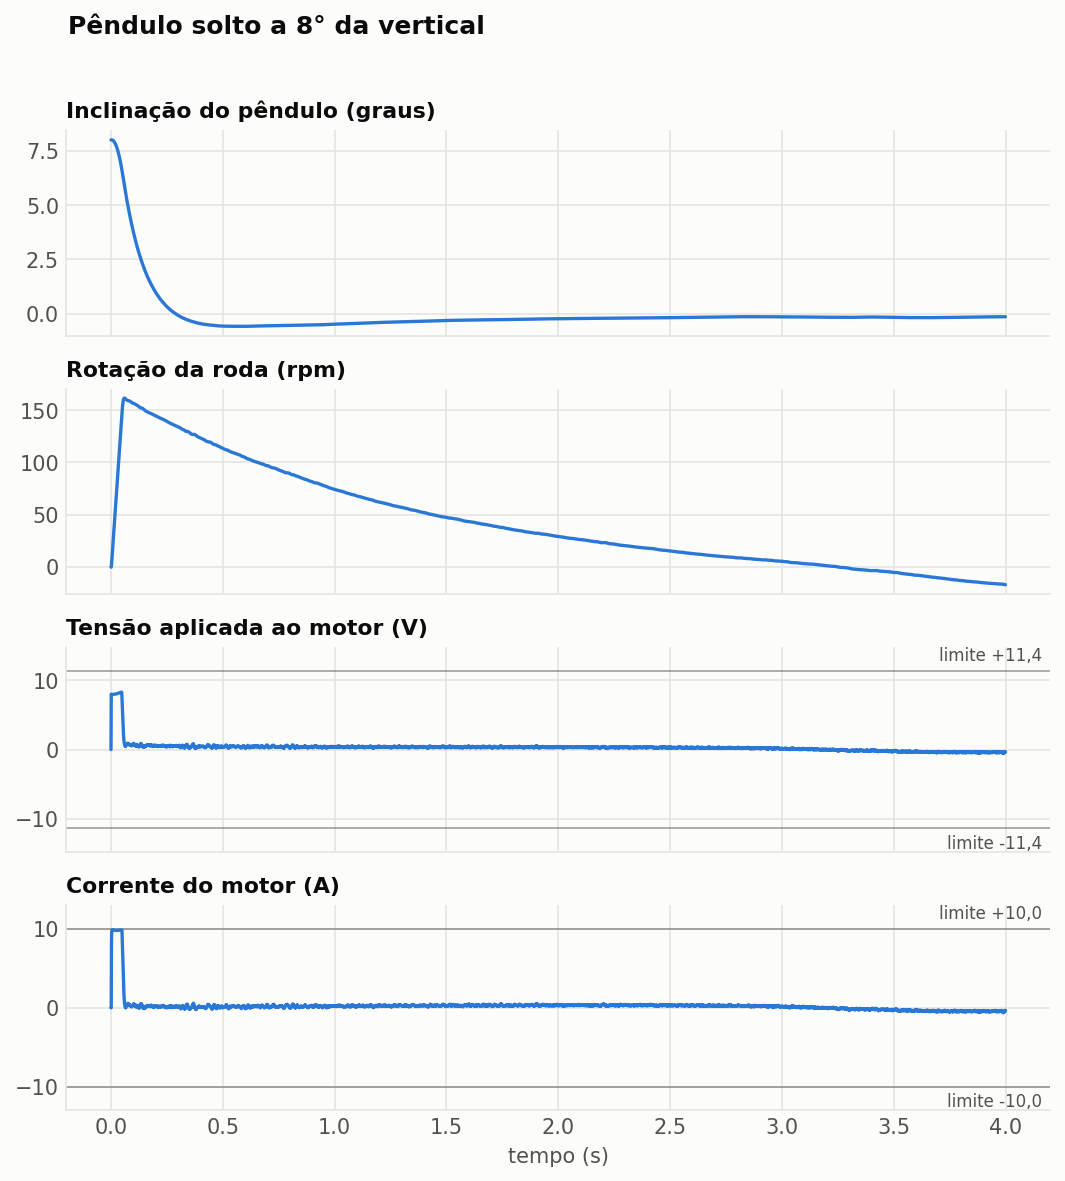 Pêndulo solto a 8° da vertical
Inclinação do pêndulo (graus)
7.5
5.0
2.5
0.0
Rotação da roda (rpm)
150
100
50
0
Tensão aplicada ao motor (V)
limite +11,4
10
0
−10
limite -11,4
Corrente do motor (A)
limite +10,0
10
0
−10
limite -10,0
0.0 0.5 1.0 1.5 2.0 2.5 3.0 3.5 4.0
tempo (s)